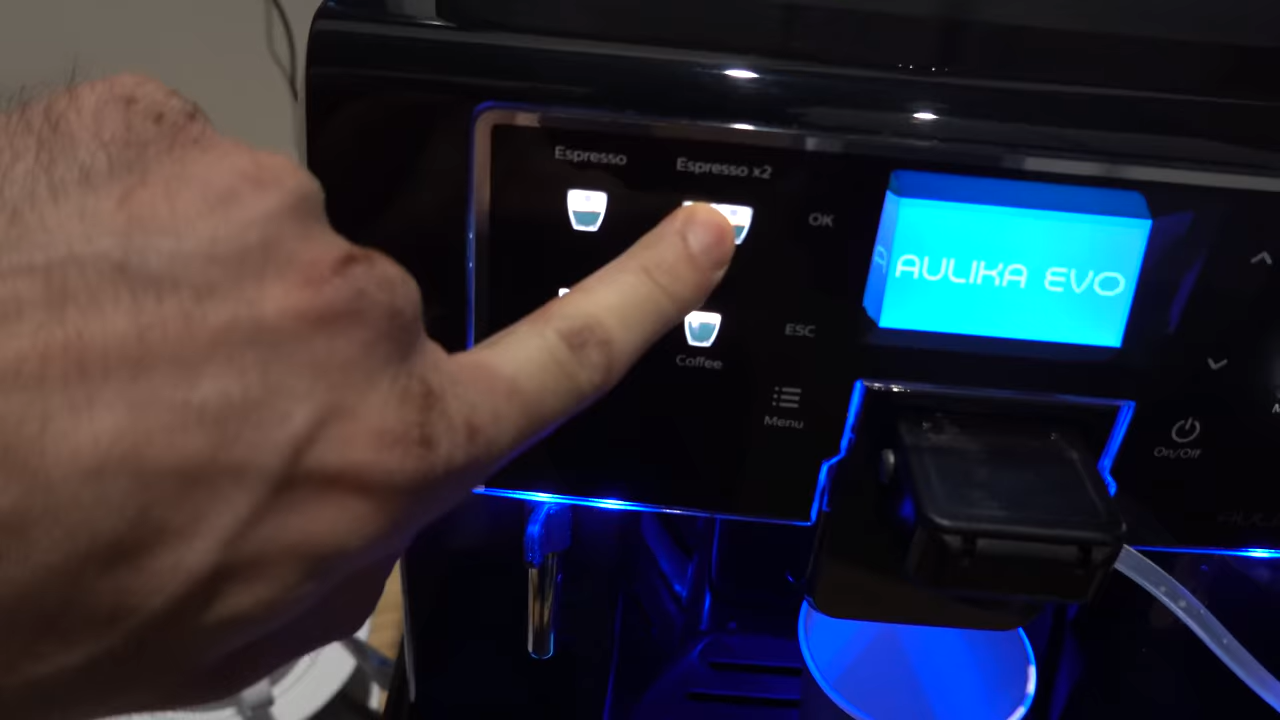 Espresso
Espresso x2
OK
AULIKA EVO
ESC
Coffee
Menu
On/Off